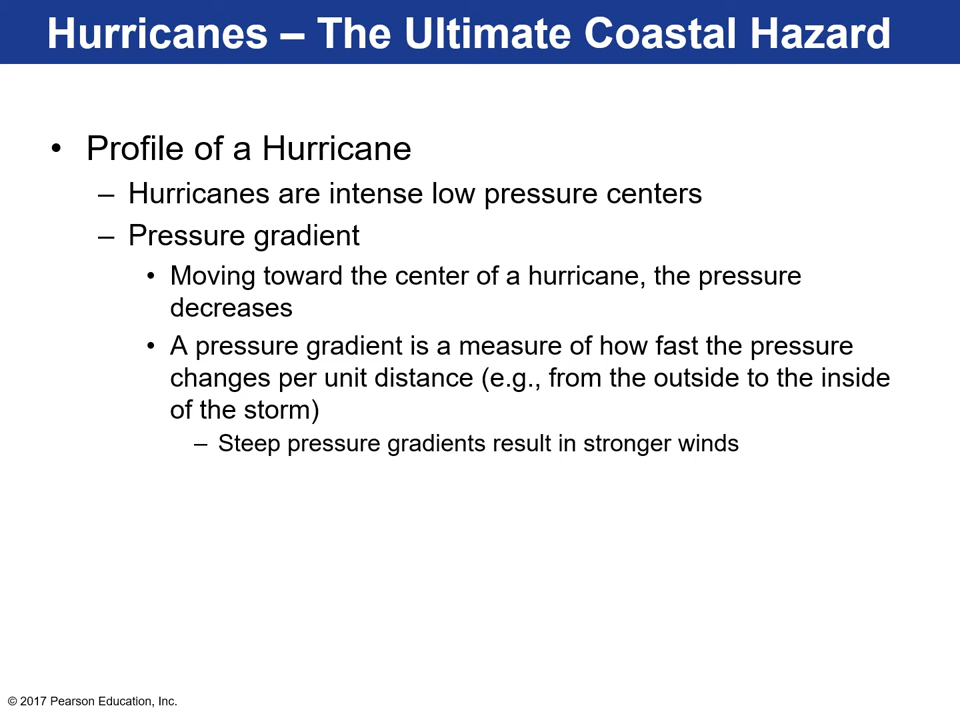 Hurricanes – The Ultimate Coastal Hazard
• Profile of a Hurricane
– Hurricanes are intense low pressure centers
– Pressure gradient
• Moving toward the center of a hurricane, the pressure
decreases
• A pressure gradient is a measure of how fast the pressure
changes per unit distance (e.g., from the outside to the inside
of the storm)
– Steep pressure gradients result in stronger winds
© 2017 Pearson Education, Inc.